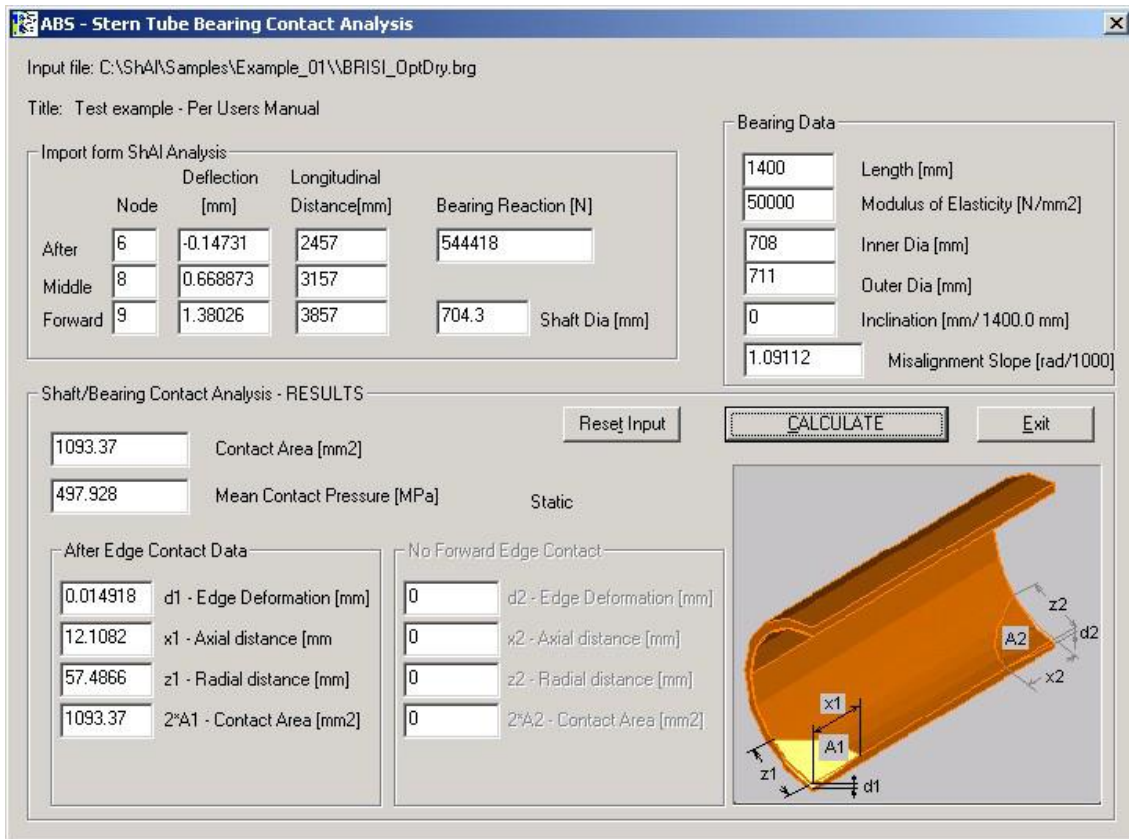 ABS - Stern Tube Bearing Contact Analysis
Input file: C:\ShAl\Samples\Example_01\\BRISI_OptDry.brg
Title: Test example - Per Users Manual
Import form ShAl Analysis
Deflection Longitudinal
Node [mm] Distance[mm] Bearing Reaction [N]
After 6 -0.14731 2457 544418
Middle 8 0.668873 3157
Forward 9 1.38026 3857 704.3 Shaft Dia [mm]
Bearing Data
1400 Length [mm]
50000 Modulus of Elasticity [N/mm2]
708 Inner Dia [mm]
711 Outer Dia [mm]
0 Inclination [mm/ 1400.0 mm]
1.09112 Misalignment Slope [rad/1000]
Shaft/Bearing Contact Analysis - RESULTS
Reset Input CALCULATE Exit
1093.37 Contact Area [mm2]
497.928 Mean Contact Pressure [MPa] Static
After Edge Contact Data
0.014918 d1 - Edge Deformation [mm]
12.1082 x1 - Axial distance [mm
57.4866 z1 - Radial distance [mm]
1093.37 2*A1 - Contact Area [mm2]
No Forward Edge Contact
0 d2 - Edge Deformation [mm]
0 x2 - Axial distance [mm]
0 z2 - Radial distance [mm]
0 2*A2 - Contact Area [mm2]
z2
A2 d2
x2
x1
A1
z1
d1